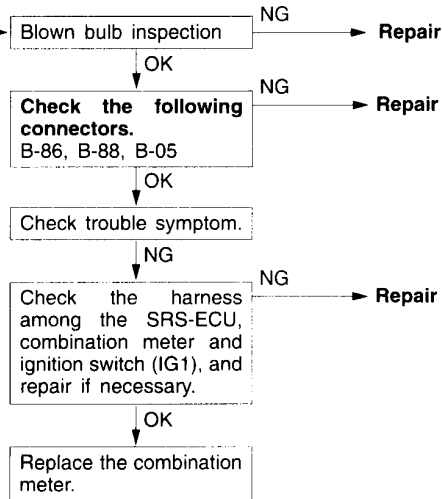 Blown bulb inspection
NG
Repair
OK
Check the following
connectors.
B-86, B-88, B-05
NG
Repair
OK
Check trouble symptom.
NG
Check the harness
among the SRS-ECU,
combination meter and
ignition switch (IG1), and
repair if necessary.
NG
Repair
OK
Replace the combination
meter.